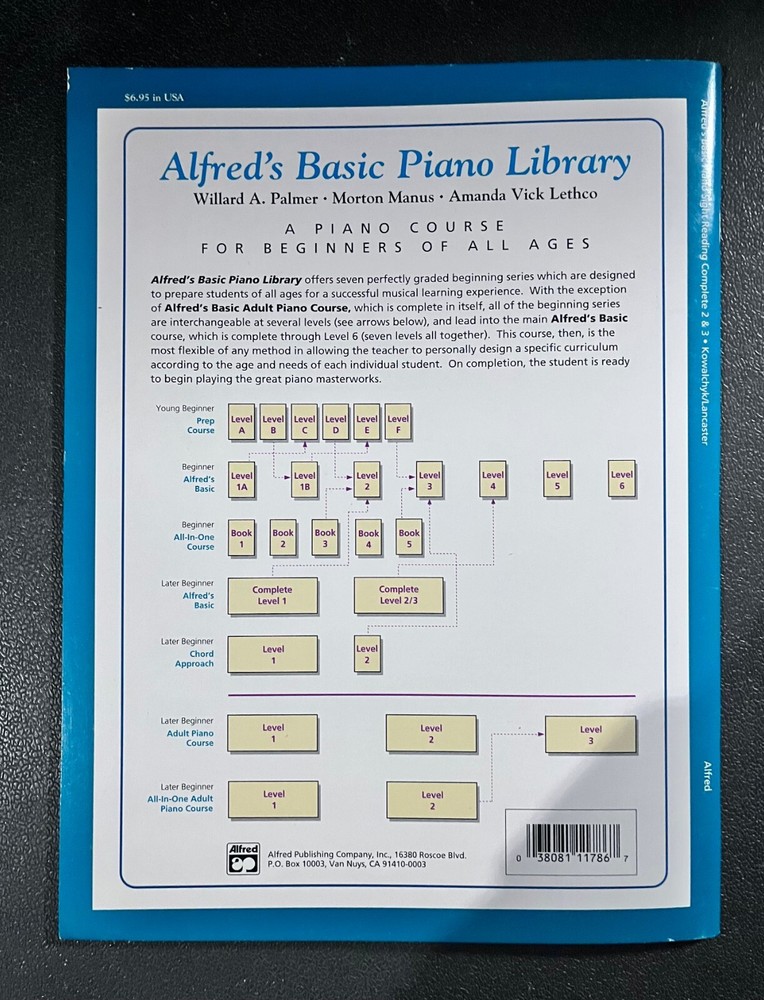 $6.95 in USA
Alfred's Basic Piano Library
Willard A. Palmer • Morton Manus • Amanda Vick Lethco
A PIANO COURSE
FOR BEGINNERS OF ALL AGES
Alfred's Basic Piano Library offers seven perfectly graded beginning series which are designed
to prepare students of all ages for a successful musical learning experience. With the exception
of Alfred's Basic Adult Piano Course, which is complete in itself, all of the beginning series
are interchangeable at several levels (see arrows below), and lead into the main Alfred's Basic
course, which is complete through Level 6 (seven levels all together). This course, then, is the
most flexible of any method in allowing the teacher to personally design a specific curriculum
according to the age and needs of each individual student. On completion, the student is ready
to begin playing the great piano masterworks.
Young Beginner
Prep
Course
Level A
Level B
Level C
Level D
Level E
Level F
Beginner
Alfred's
Basic
Level 1A
Level 1B
Level 2
Level 3
Level 4
Level 5
Level 6
Beginner
All-In-One
Course
Book 1
Book 2
Book 3
Book 4
Book 5
Later Beginner
Alfred's
Basic
Complete
Level 1
Complete
Level 2/3
Later Beginner
Chord
Approach
Level 1
Level 2
Later Beginner
Adult Piano
Course
Level 1
Level 2
Level 3
Later Beginner
All-In-One Adult
Piano Course
Level 1
Level 2
Alfred
Alfred Publishing Company, Inc., 16380 Roscoe Blvd.
P.O. Box 10003, Van Nuys, CA 91410-0003
0 38081 11786 7
Alfred's Basic Piano Sight Reading Complete 2 & 3 • Kowalchyk/Lancaster
Alfred